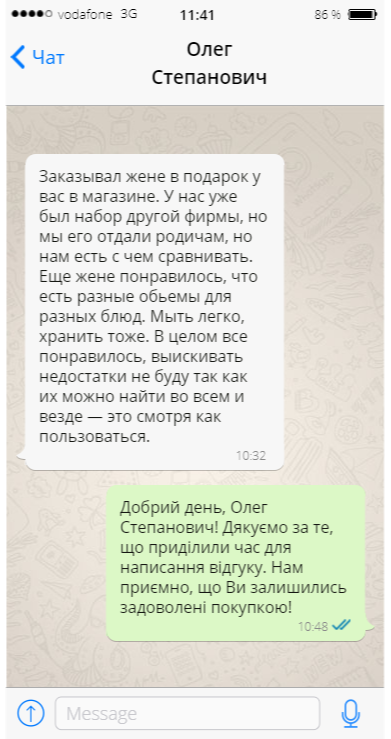 vodafone 3G 11:41 86 %
Чат
Олег
Степанович
Заказывал жене в подарок у
вас в магазине. У нас уже
был набор другой фирмы, но
мы его отдали родичам, но
нам есть с чем сравнивать.
Еще жене понравилось, что
есть разные обьемы для
разных блюд. Мыть легко,
хранить тоже. В целом все
понравилось, выискивать
недостатки не буду так как
их можно найти во всем и
везде — это смотря как
пользоваться.
10:32
Добрий день, Олег
Степанович! Дякуємо за те,
що приділили час для
написання відгуку. Нам
приємно, що Ви залишились
задоволені покупкою!
10:48
Message